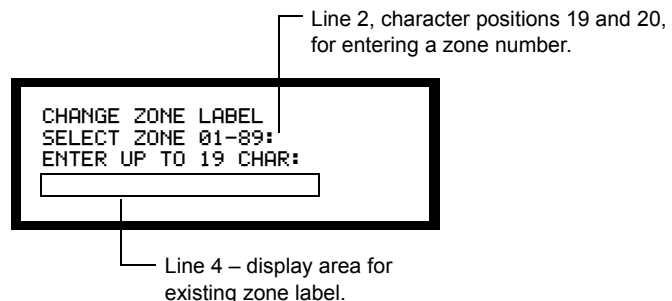 Line 2, character positions 19 and 20,
for entering a zone number.
CHANGE ZONE LABEL
SELECT ZONE 01-89:
ENTER UP TO 19 CHAR:
Line 4 – display area for
existing zone label.